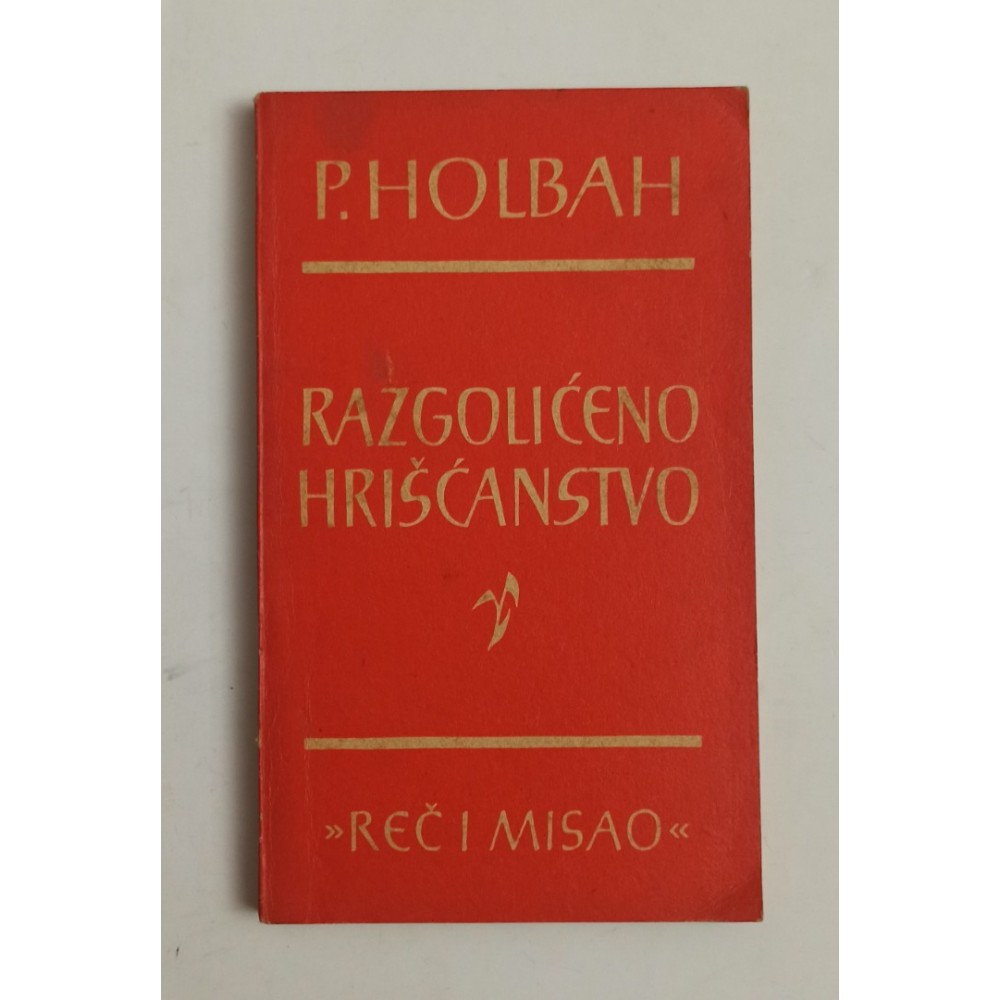 P. HOLBAH
RAZGOLIĆENO
HRIŠĆANSTVO
»REČ I MISAO«